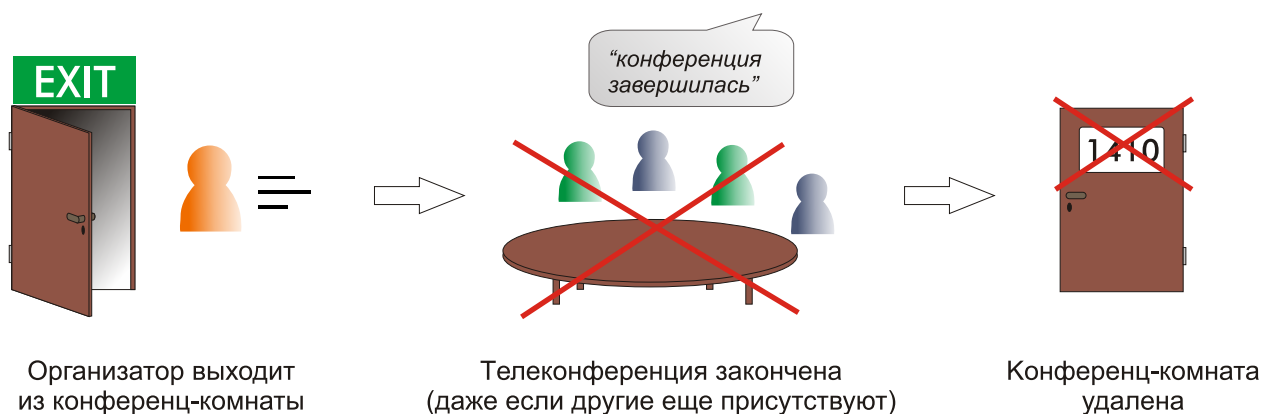 EXIT
“конференция
завершилась”
1410
Организатор выходит
из конференц-комнаты
Телеконференция закончена
(даже если другие еще присутствуют)
Конференц-комната
удалена